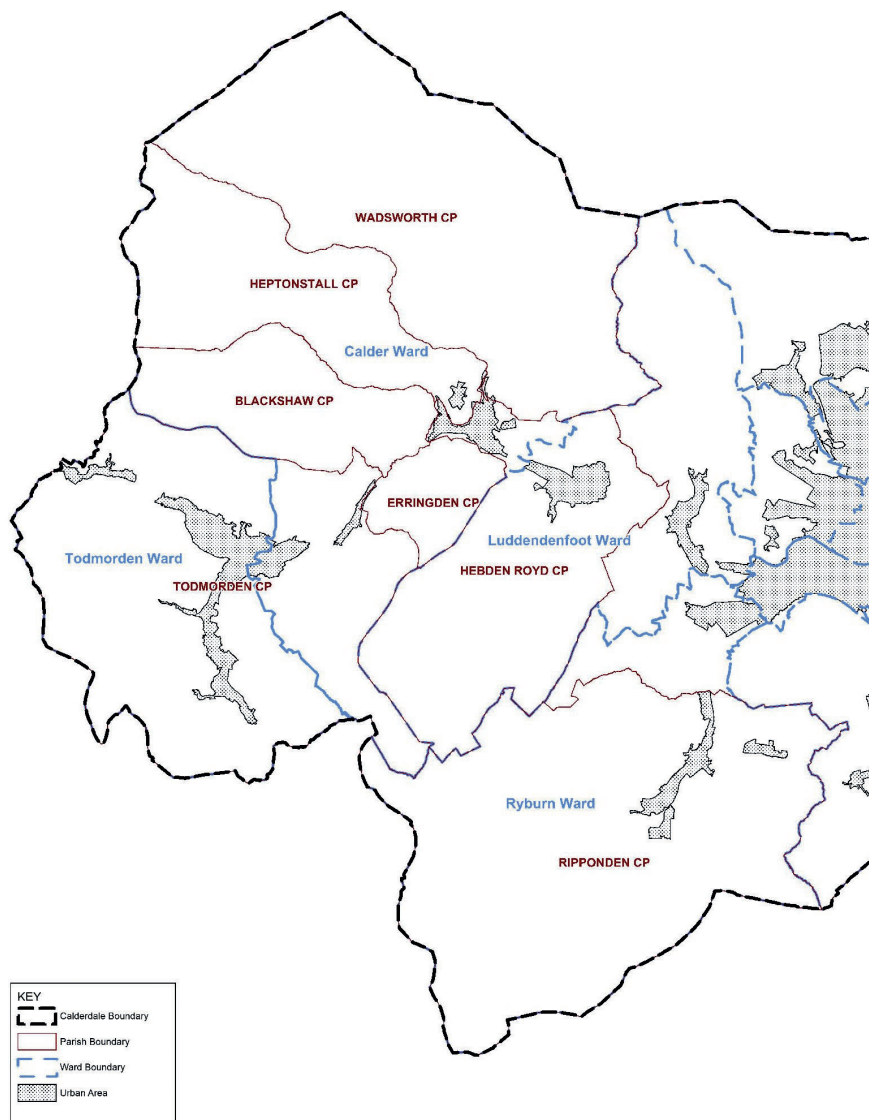 WADSWORTH CP
HEPTONSTALL CP
Calder Ward
BLACKSHAW CP
ERRINGDEN CP
Luddendenfoot Ward
Todmorden Ward
HEBDEN ROYD CP
TODMORDEN CP
Ryburn Ward
RIPPONDEN CP
KEY
Calderdale Boundary
Parish Boundary
Ward Boundary
Urban Area